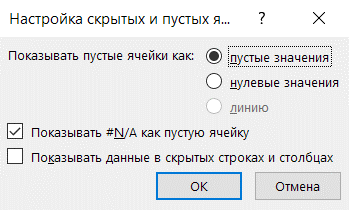 Настройка скрытых и пустых я...
Показывать пустые ячейки как:
пустые значения
нулевые значения
линию
Показывать #N/A как пустую ячейку
Показывать данные в скрытых строках и столбцах
ОК
Отмена